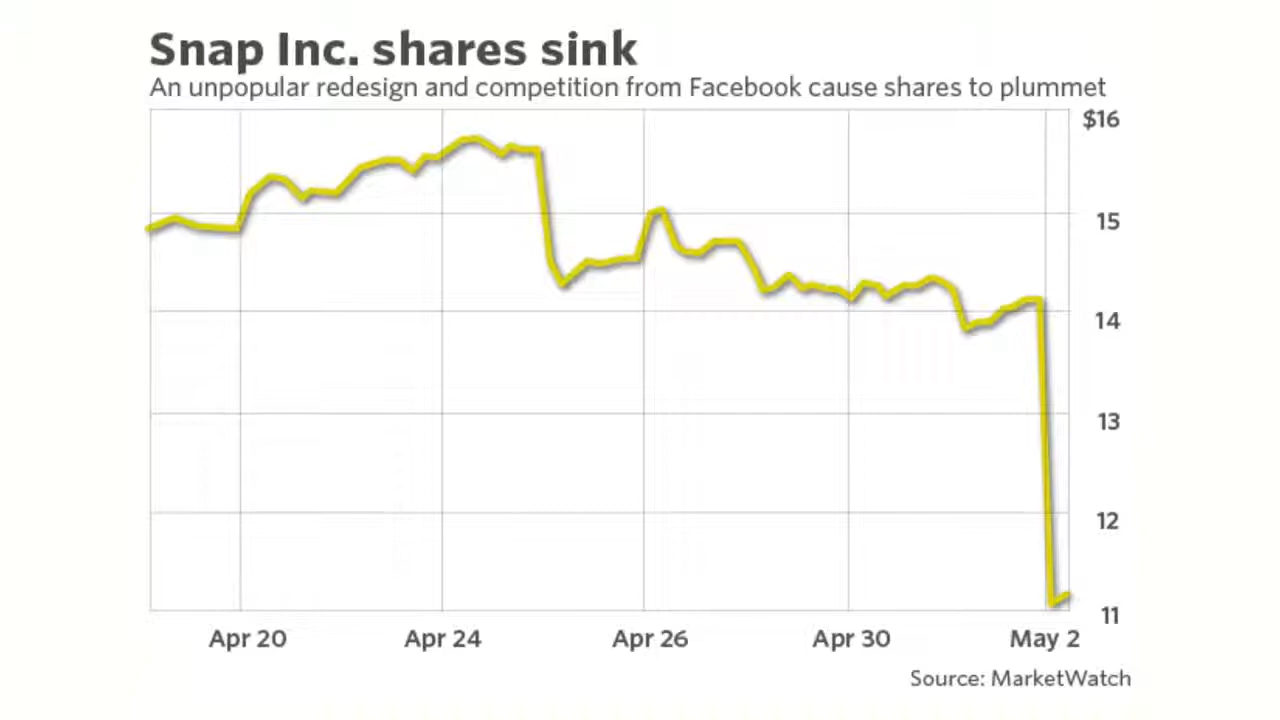 Snap Inc. shares sink
An unpopular redesign and competition from Facebook cause shares to plummet
$16
15
14
13
12
11
Apr 20 Apr 24 Apr 26 Apr 30 May 2
Source: MarketWatch